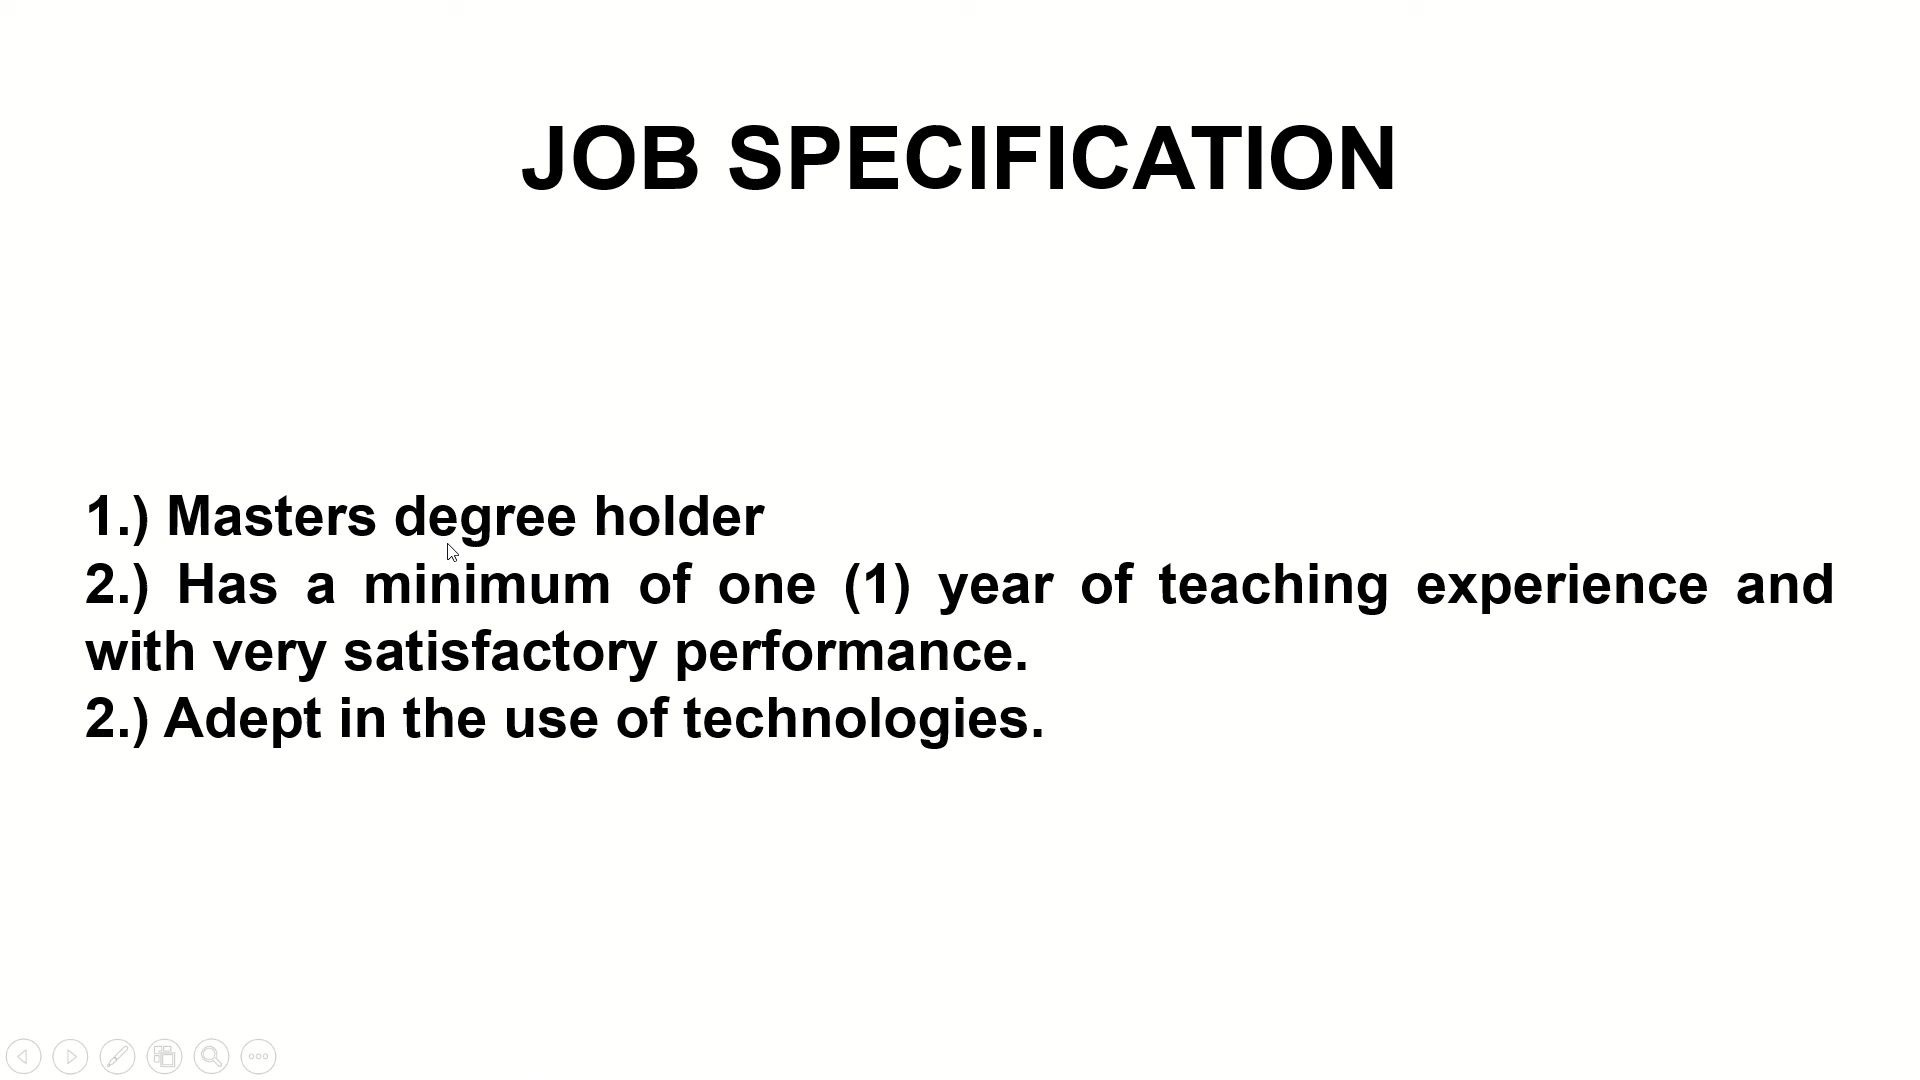 JOB SPECIFICATION
1.) Masters degree holder
2.) Has a minimum of one (1) year of teaching experience and
with very satisfactory performance.
2.) Adept in the use of technologies.